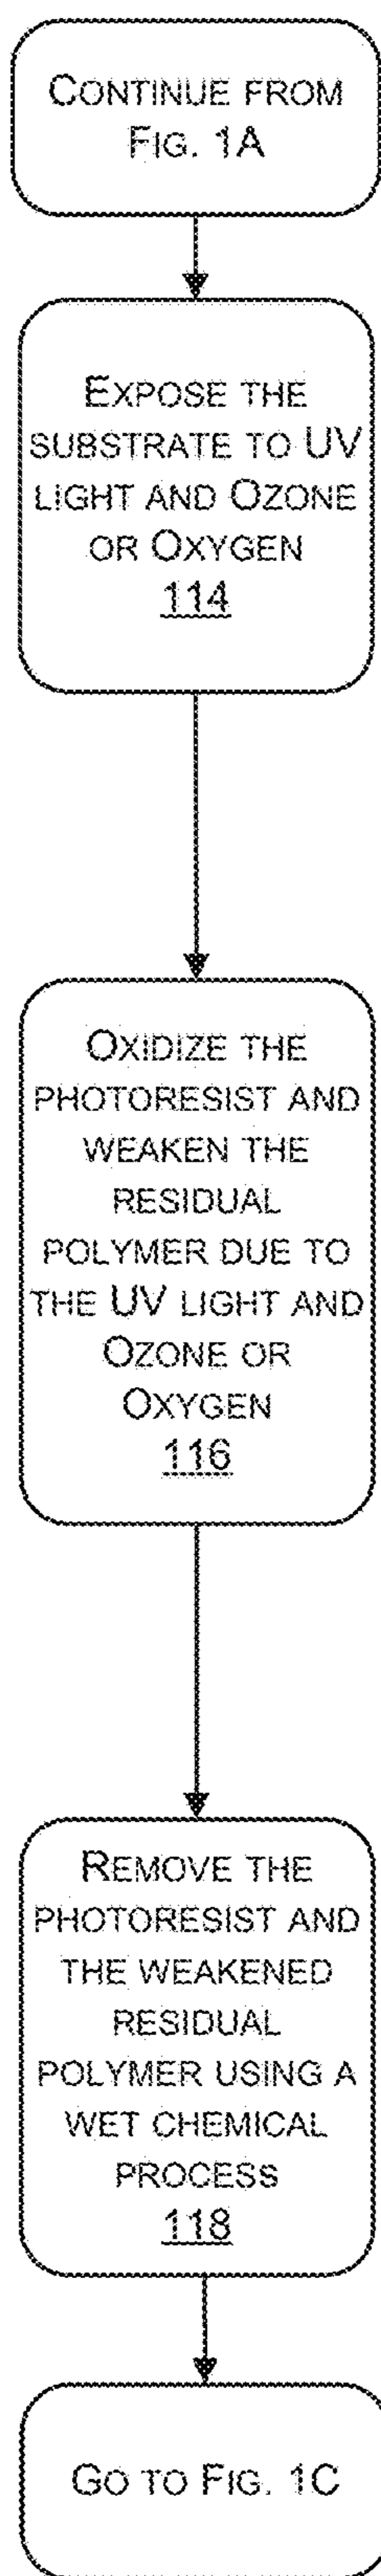 CONTINUE FROM
FIG. 1A
EXPOSE THE
SUBSTRATE TO UV
LIGHT AND OZONE
OR OXYGEN
114
OXIDIZE THE
PHOTORESIST AND
WEAKEN THE
RESIDUAL
POLYMER DUE TO
THE UV LIGHT AND
OZONE OR
OXYGEN
116
REMOVE THE
PHOTORESIST AND
THE WEAKENED
RESIDUAL
POLYMER USING A
WET CHEMICAL
PROCESS
118
GO TO FIG. 1C